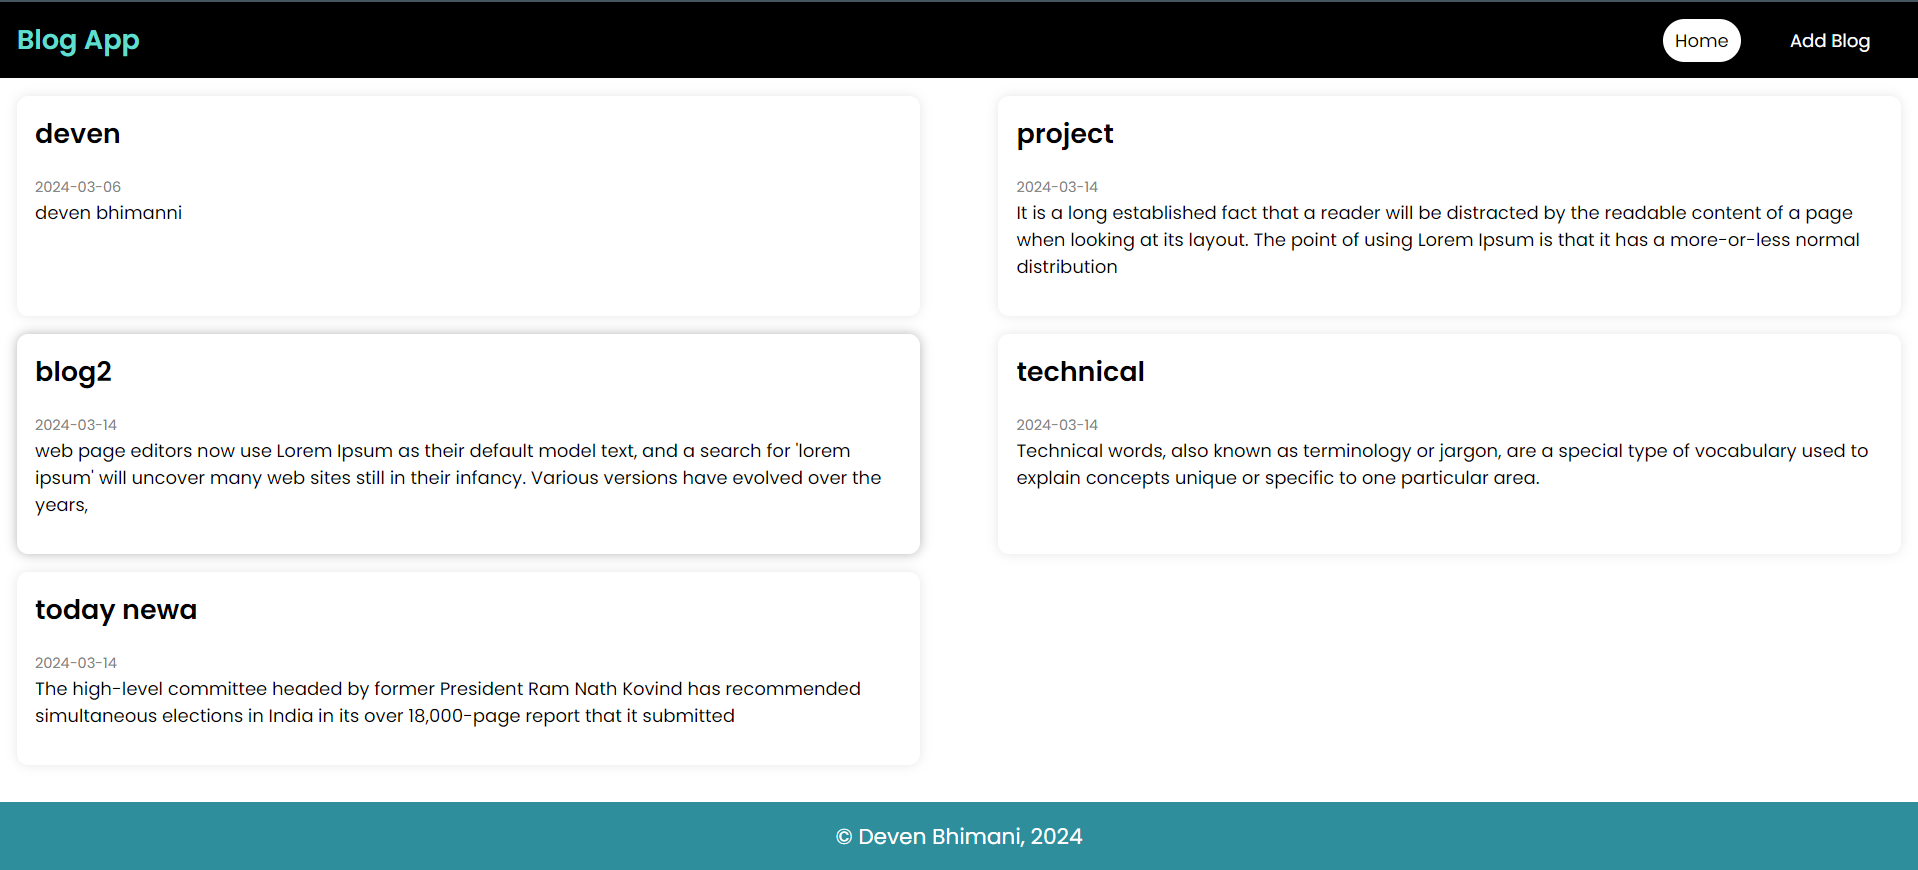 Blog App
Home
Add Blog
deven
2024-03-06
deven bhimanni
project
2024-03-14
It is a long established fact that a reader will be distracted by the readable content of a page
when looking at its layout. The point of using Lorem Ipsum is that it has a more-or-less normal
distribution
blog2
2024-03-14
web page editors now use Lorem Ipsum as their default model text, and a search for 'lorem
ipsum' will uncover many web sites still in their infancy. Various versions have evolved over the
years,
technical
2024-03-14
Technical words, also known as terminology or jargon, are a special type of vocabulary used to
explain concepts unique or specific to one particular area.
today newa
2024-03-14
The high-level committee headed by former President Ram Nath Kovind has recommended
simultaneous elections in India in its over 18,000-page report that it submitted
© Deven Bhimani, 2024